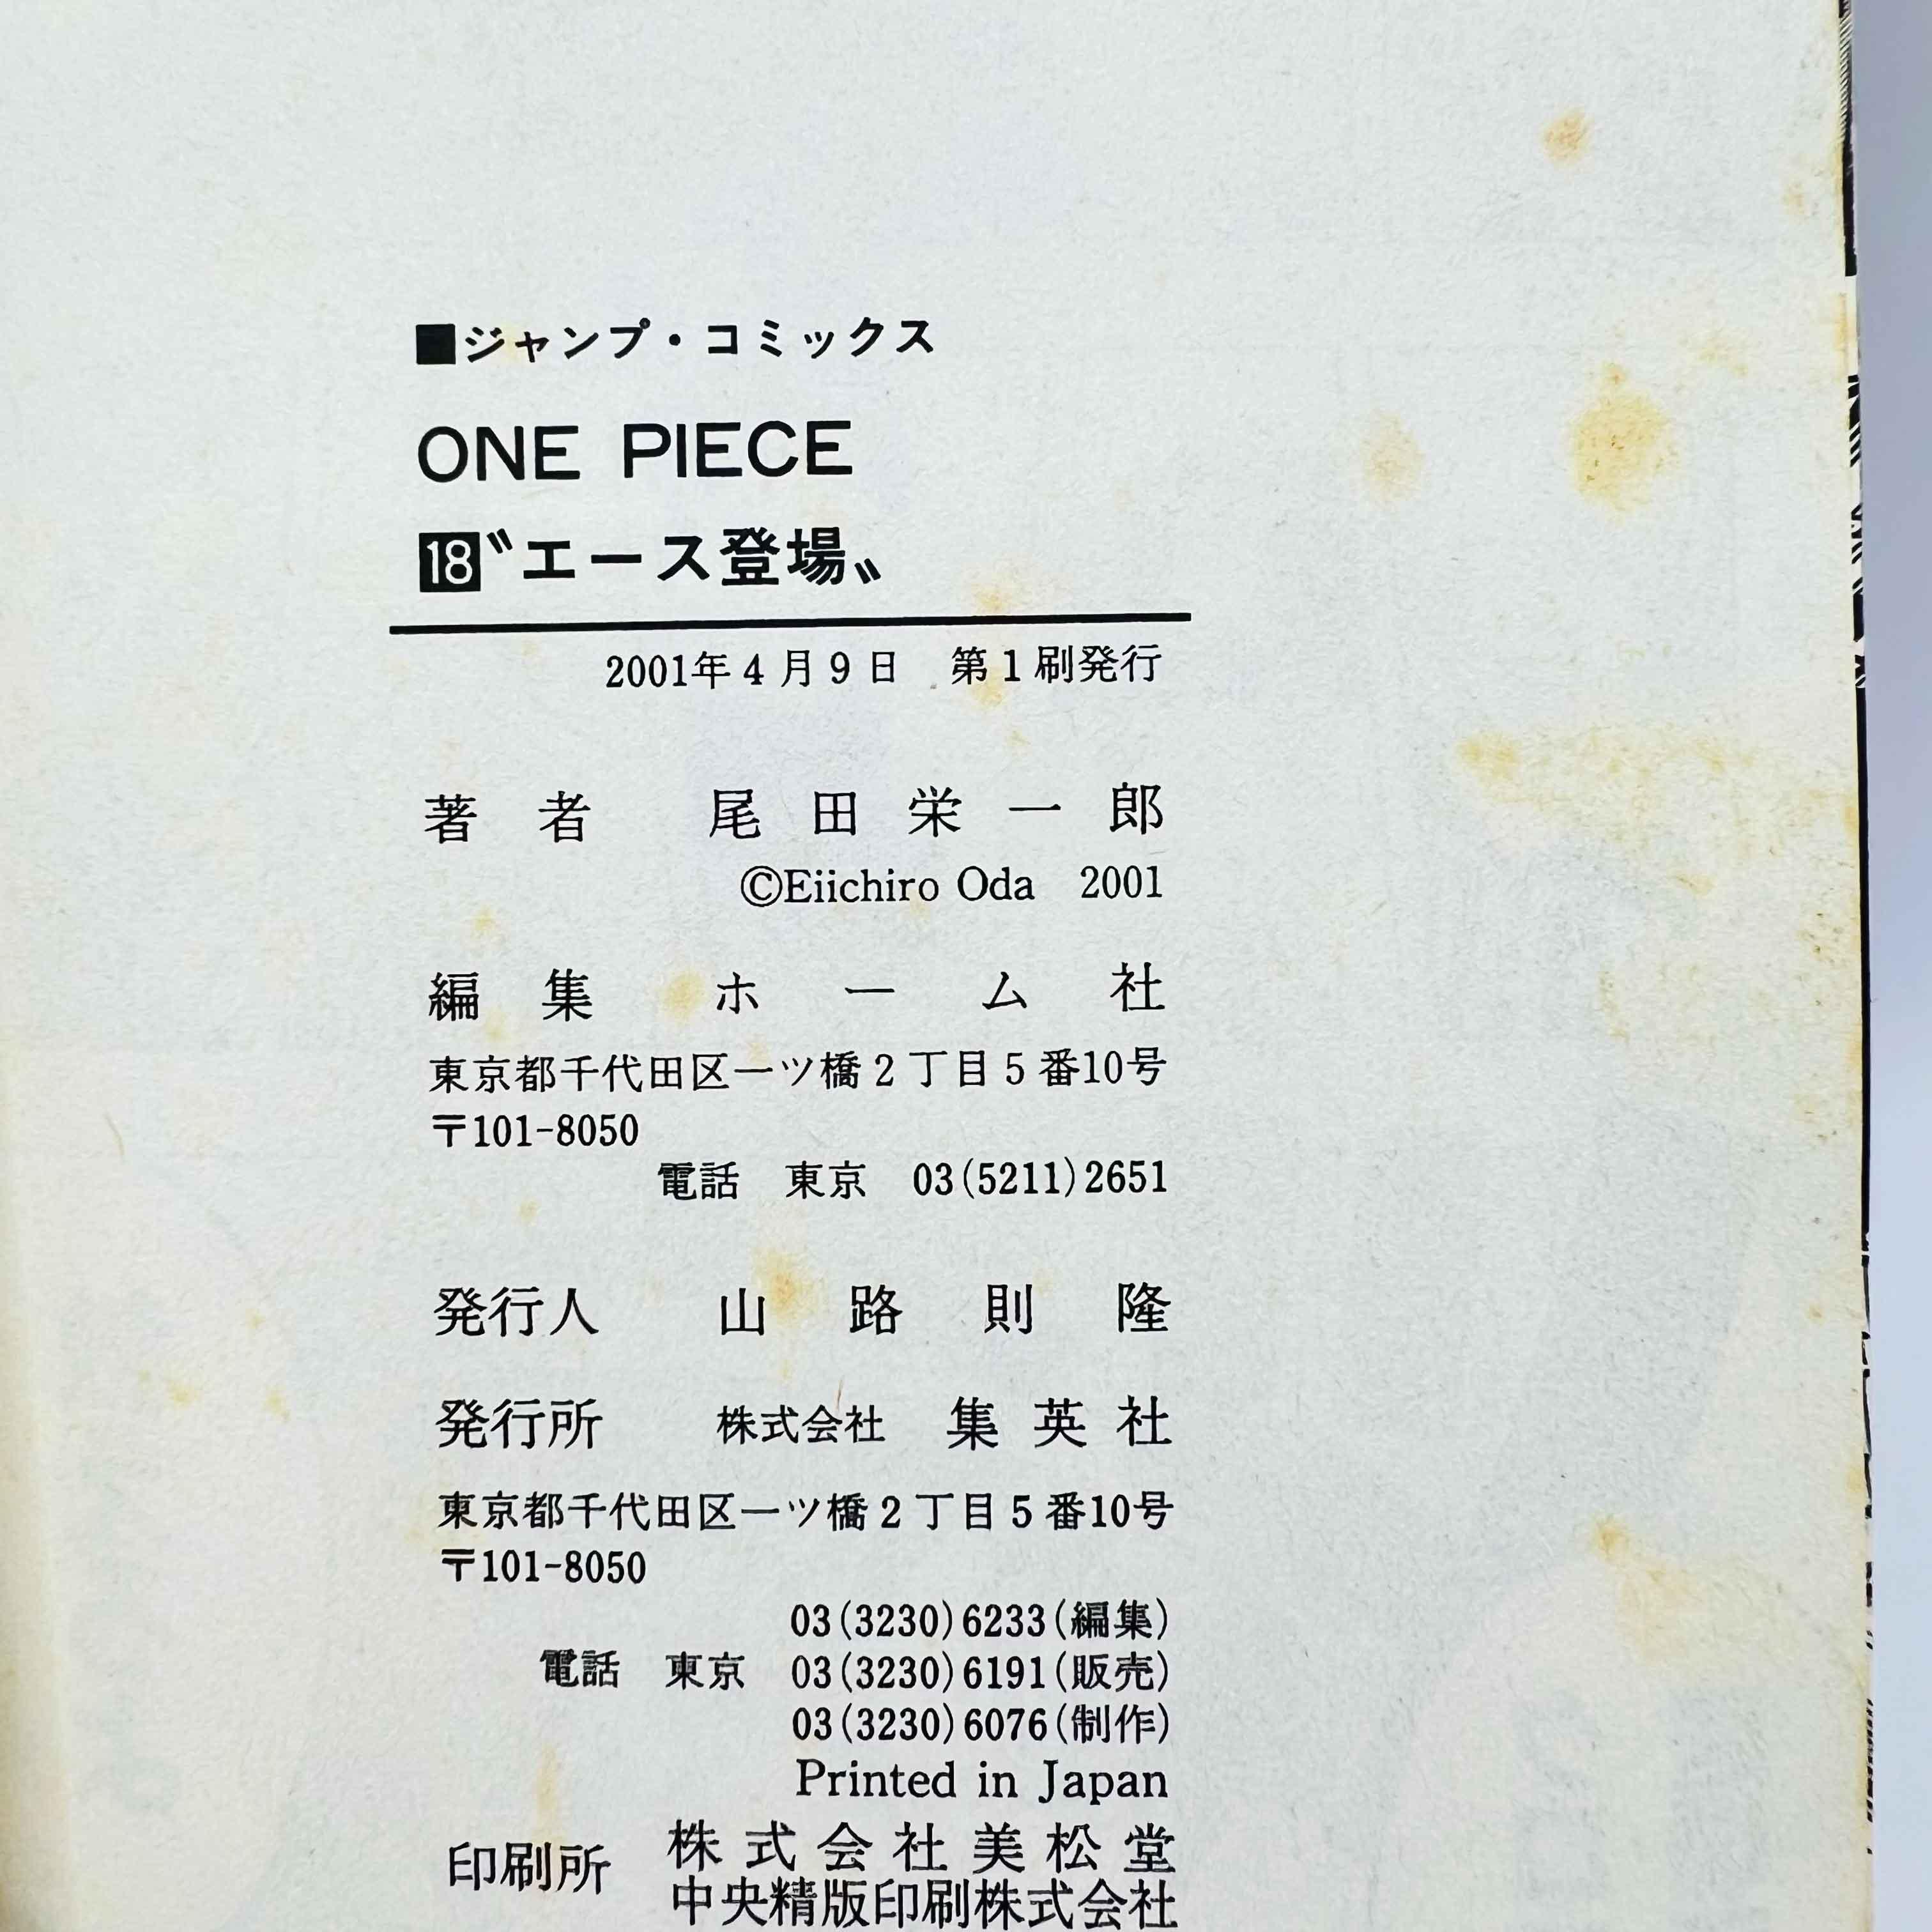 ■ジャンプ・コミックス
ONE PIECE
18〝エース登場〟
2001年4月9日　第1刷発行
著者　尾田栄一郎
©Eiichiro Oda　2001
編集　ホーム社
東京都千代田区一ツ橋2丁目5番10号
〒101-8050
電話　東京　03(5211)2651
発行人　山路則隆
発行所　株式会社　集英社
東京都千代田区一ツ橋2丁目5番10号
〒101-8050
03(3230)6233(編集)
電話　東京　03(3230)6191(販売)
03(3230)6076(制作)
Printed in Japan
印刷所　株式会社美松堂
中央精版印刷株式会社